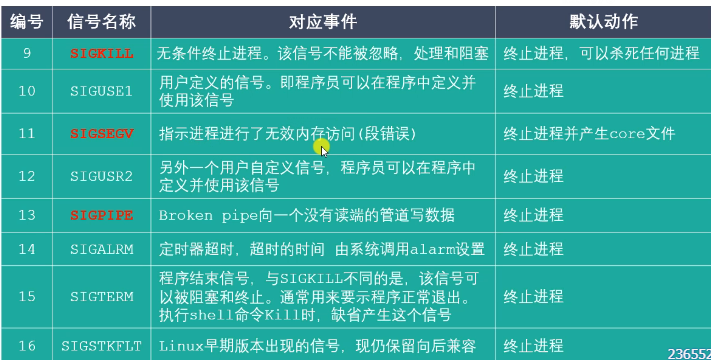 编号 信号名称 对应事件 默认动作
9 SIGKILL 无条件终止进程。该信号不能被忽略，处理和阻塞 终止进程，可以杀死任何进程
10 SIGUSE1 用户定义的信号。即程序员可以在程序中定义并
使用该信号 终止进程
11 SIGSEGV 指示进程进行了无效内存访问(段错误) 终止进程并产生core文件
12 SIGUSR2 另外一个用户自定义信号，程序员可以在程序中
定义并使用该信号 终止进程
13 SIGPIPE Broken pipe向一个没有读端的管道写数据 终止进程
14 SIGALRM 定时器超时，超时的时间 由系统调用alarm设置 终止进程
15 SIGTERM 程序结束信号，与SIGKILL不同的是，该信号可
以被阻塞和终止。通常用来要示程序正常退出。
执行shell命令Kill时，缺省产生这个信号 终止进程
16 SIGSTKFLT Linux早期版本出现的信号，现仍保留向后兼容 终止进程
236552